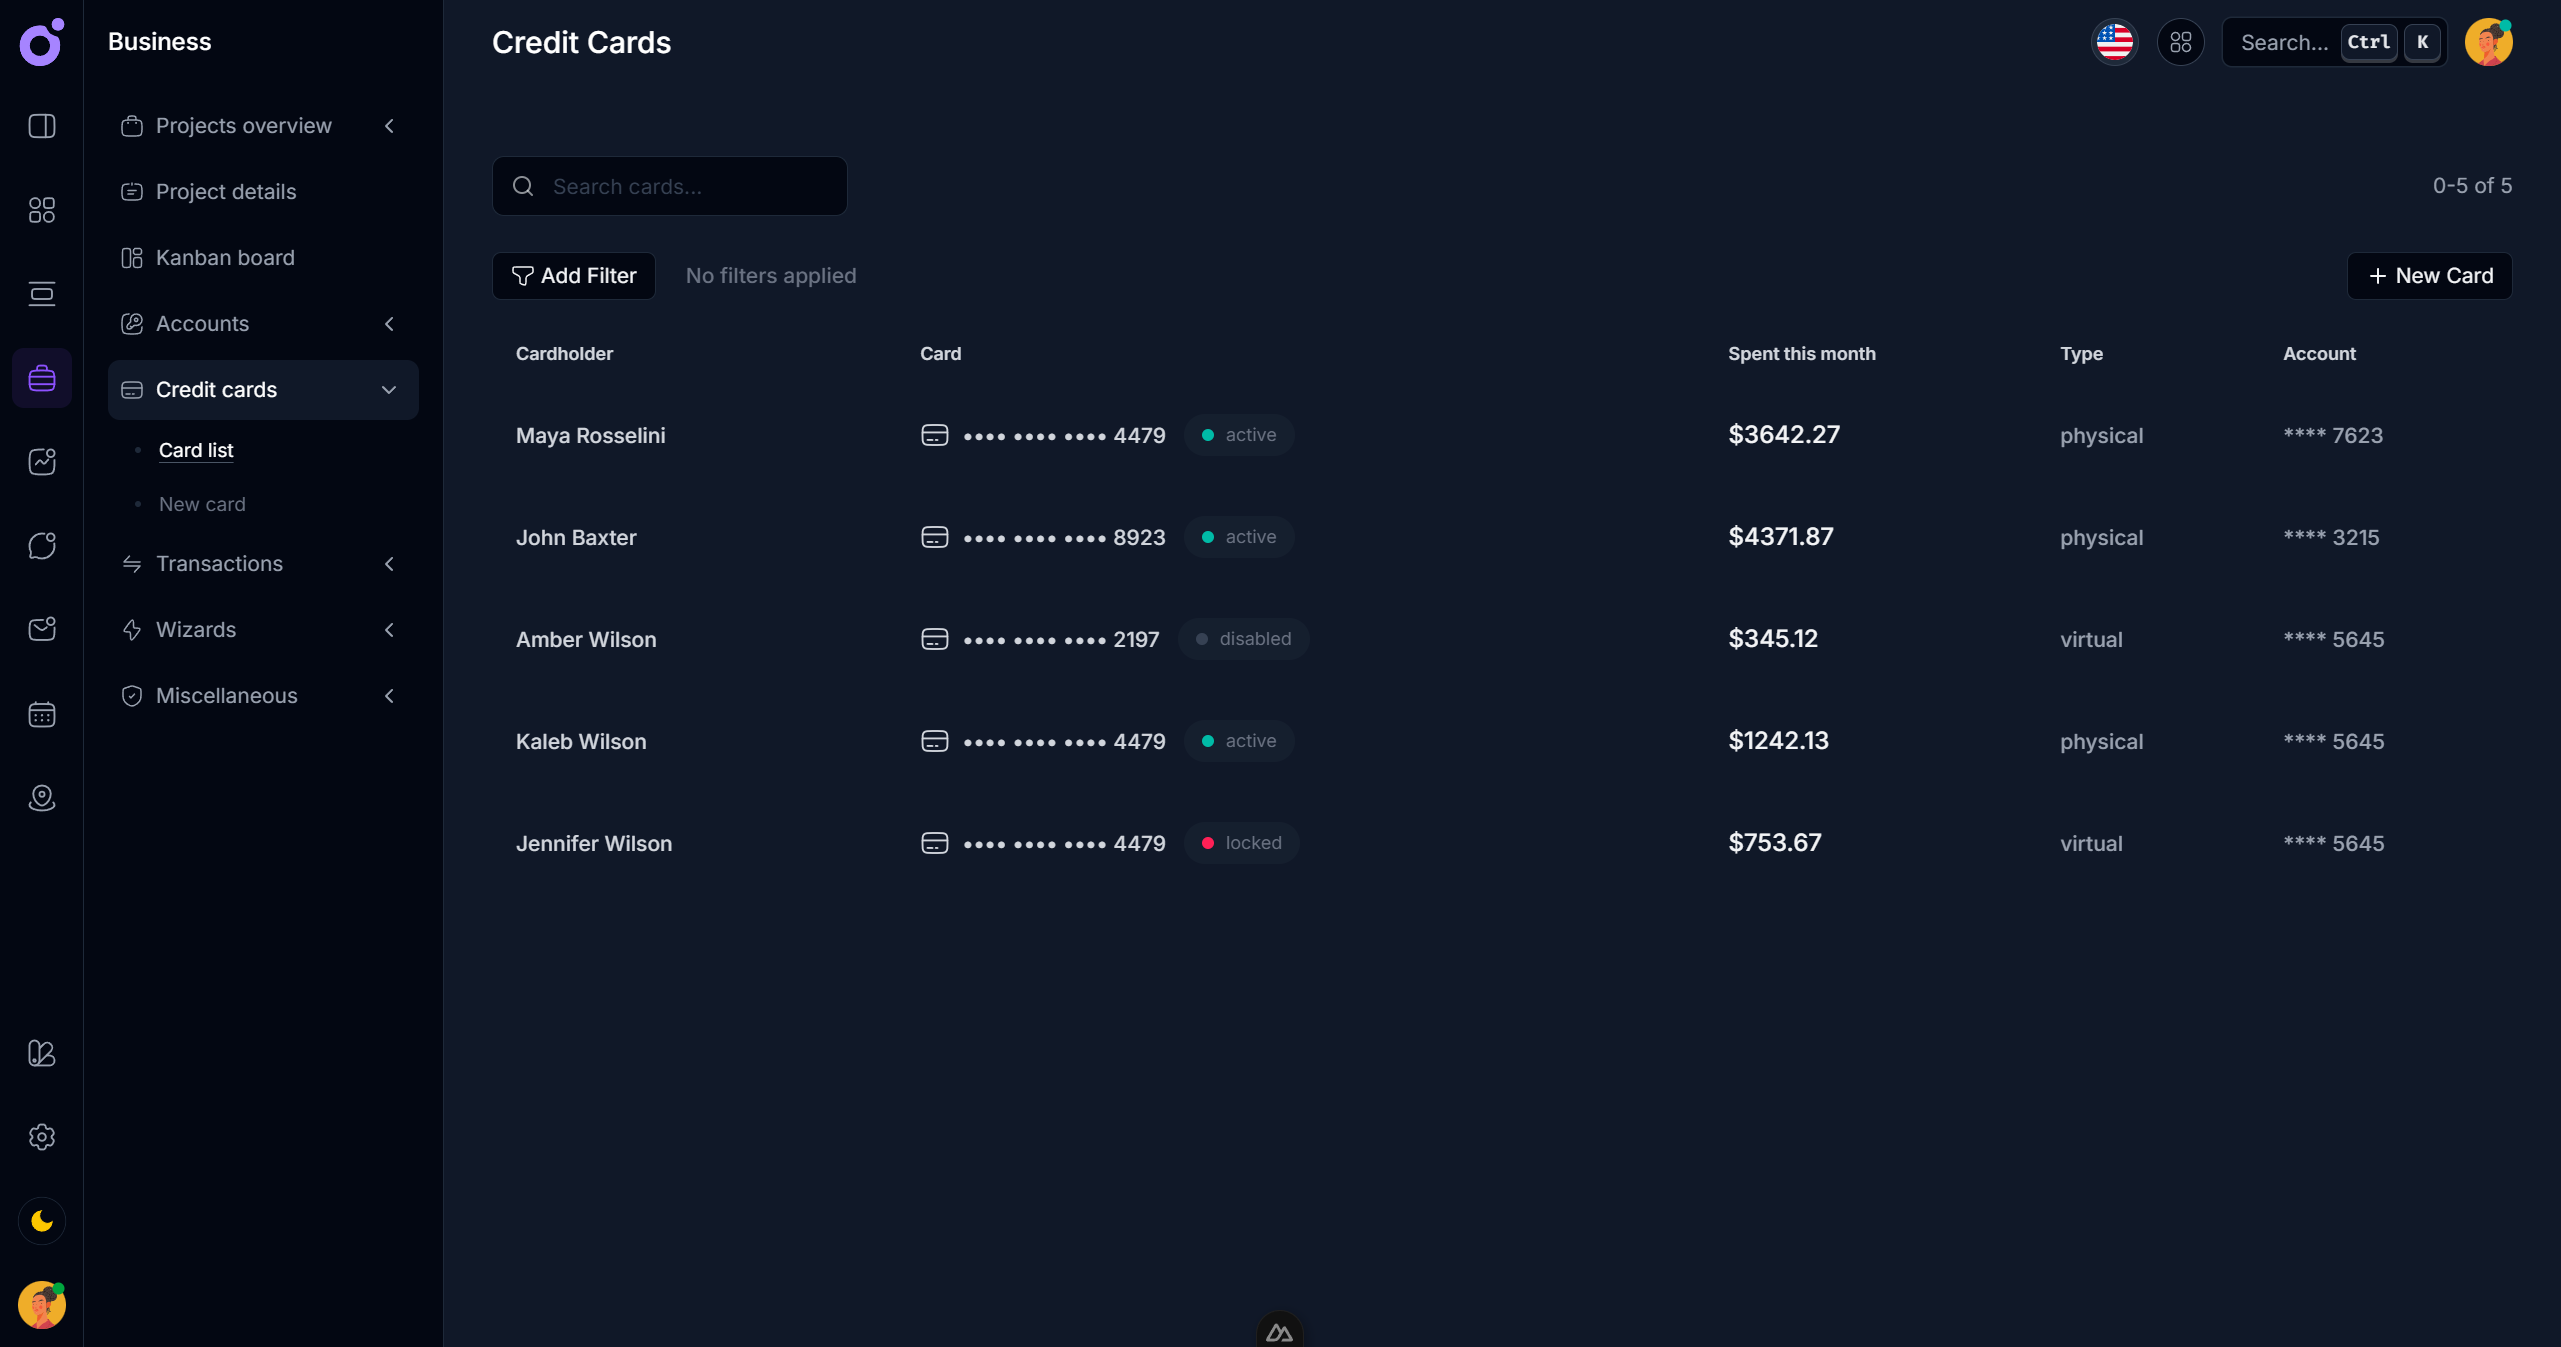 Business
Projects overview
Project details
Kanban board
Accounts
Credit cards
Card list
New card
Transactions
Wizards
Miscellaneous
Credit Cards
Search... Ctrl K
Search cards...
0-5 of 5
Add Filter No filters applied
New Card
Cardholder Card Spent this month Type Account
Maya Rosselini •••• •••• •••• 4479 active $3642.27 physical **** 7623
John Baxter •••• •••• •••• 8923 active $4371.87 physical **** 3215
Amber Wilson •••• •••• •••• 2197 disabled $345.12 virtual **** 5645
Kaleb Wilson •••• •••• •••• 4479 active $1242.13 physical **** 5645
Jennifer Wilson •••• •••• •••• 4479 locked $753.67 virtual **** 5645